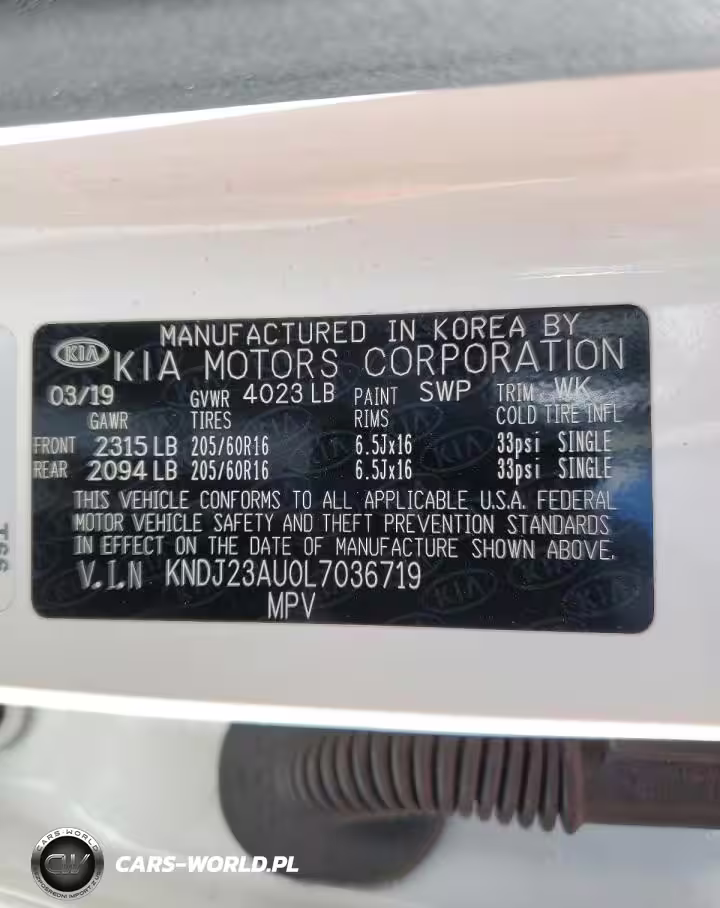 MANUFACTURED IN KOREA BY
KIA KIA MOTORS CORPORATION
03/19 GVWR 4023 LB PAINT SWP TRIM WK
GAWR TIRES RIMS COLD TIRE INFL
FRONT 2315 LB 205/60R16 6.5Jx16 33psi SINGLE
REAR 2094 LB 205/60R16 6.5Jx16 33psi SINGLE
THIS VEHICLE CONFORMS TO ALL APPLICABLE U.S.A. FEDERAL
MOTOR VEHICLE SAFETY AND THEFT PREVENTION STANDARDS
IN EFFECT ON THE DATE OF MANUFACTURE SHOWN ABOVE.
V.I.N KNDJ23AU0L7036719
MPV
CARS-WORLD
CW
CARS-WORLD.PL